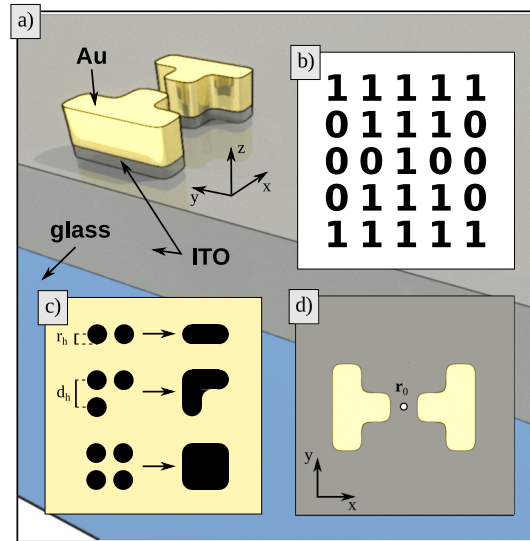 a)
Au
z
x
y
glass
ITO
b)
1 1 1 1 1
0 1 1 1 0
0 0 1 0 0
0 1 1 1 0
1 1 1 1 1
c)
r_h
d_h
d)
r_0
y
x